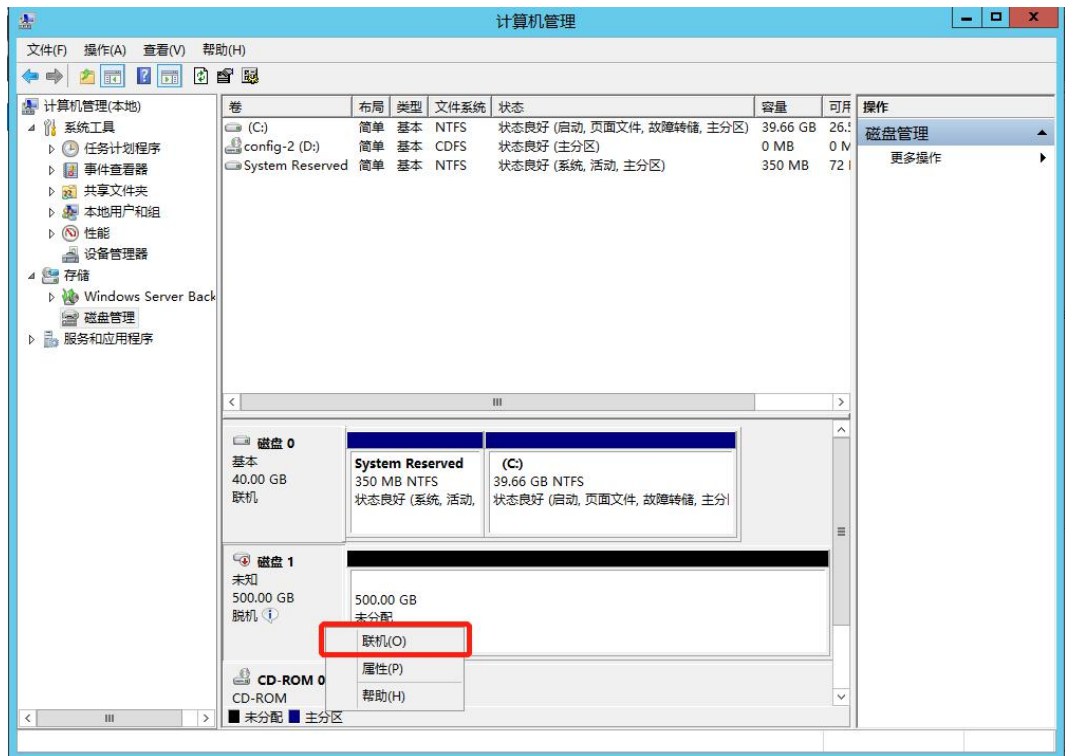 计算机管理
文件(F) 操作(A) 查看(V) 帮助(H)
计算机管理(本地)
系统工具
任务计划程序
事件查看器
共享文件夹
本地用户和组
性能
设备管理器
存储
Windows Server Back
磁盘管理
服务和应用程序
卷 布局 类型 文件系统 状态 容量 可用
(C:) 简单 基本 NTFS 状态良好 (启动, 页面文件, 故障转储, 主分区) 39.66 GB 26.5
config-2 (D:) 简单 基本 CDFS 状态良好 (主分区) 0 MB 0 M
System Reserved 简单 基本 NTFS 状态良好 (系统, 活动, 主分区) 350 MB 72
操作
磁盘管理
更多操作
磁盘 0
基本
40.00 GB
联机
System Reserved
350 MB NTFS
状态良好 (系统, 活动,
(C:)
39.66 GB NTFS
状态良好 (启动, 页面文件, 故障转储, 主分
磁盘 1
未知
500.00 GB
脱机
500.00 GB
未分配
联机(O)
属性(P)
帮助(H)
CD-ROM 0
CD-ROM
未分配 主分区